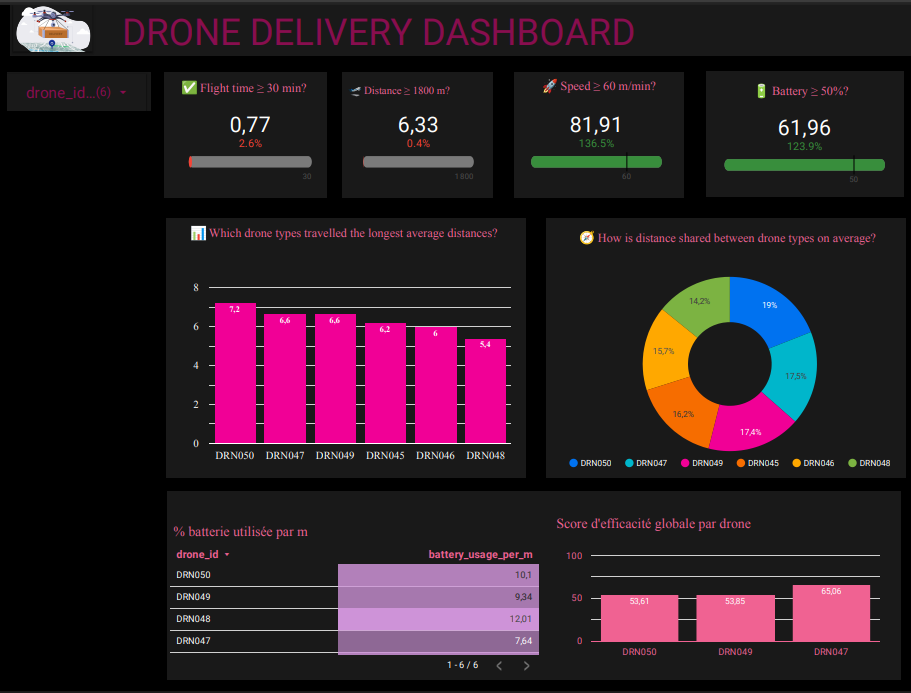 DRONE DELIVERY DASHBOARD
drone_id...(6)
Flight time ≥ 30 min?
0,77
2.6%
30
Distance ≥ 1800 m?
6,33
0.4%
1 800
Speed ≥ 60 m/min?
81,91
136.5%
60
Battery ≥ 50%?
61,96
123.9%
50
Which drone types travelled the longest average distances?
8
6
4
2
0
7,2
6,6
6,6
6,2
6
5,4
DRN050 DRN047 DRN049 DRN045 DRN046 DRN048
How is distance shared between drone types on average?
19%
17,5%
17,4%
16,2%
15,7%
14,2%
DRN050 DRN047 DRN049 DRN045 DRN046 DRN048
% batterie utilisée par m
drone_id battery_usage_per_m
DRN050 10,1
DRN049 9,34
DRN048 12,01
DRN047 7,64
1 - 6 / 6
Score d'efficacité globale par drone
100
50
0
53,61
53,85
65,06
DRN050 DRN049 DRN047